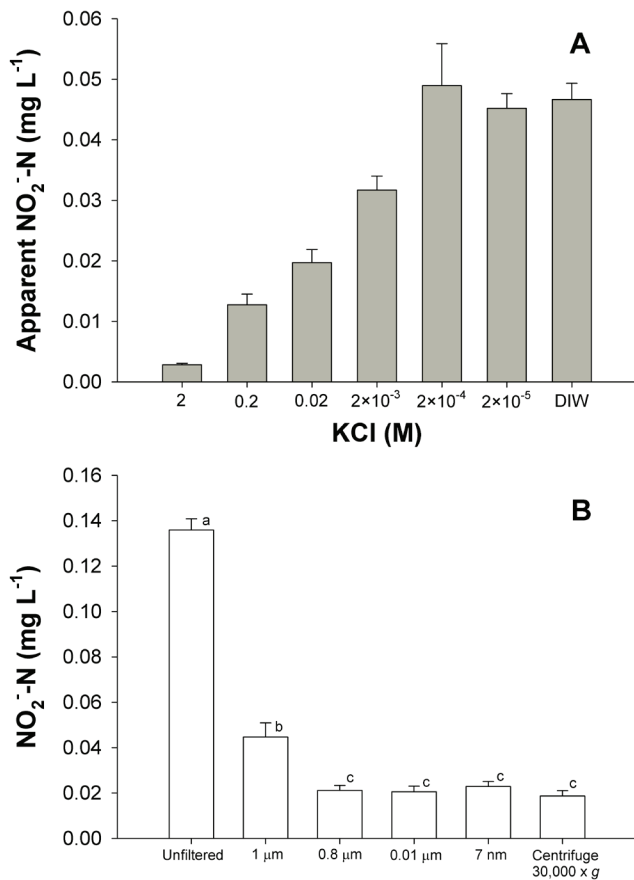 A
Apparent NO₂⁻-N (mg L⁻¹)
0.06
0.05
0.04
0.03
0.02
0.01
0.00
2 0.2 0.02 2×10⁻³ 2×10⁻⁴ 2×10⁻⁵ DIW
KCl (M)
B
NO₂⁻-N (mg L⁻¹)
0.16
0.14
0.12
0.10
0.08
0.06
0.04
0.02
0.00
a
b
c
c
c
c
Unfiltered 1 μm 0.8 μm 0.01 μm 7 nm Centrifuge
30,000 x g